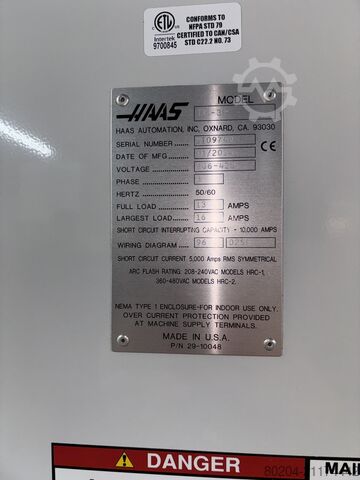 CONFORMS TO
NFPA STD 79
CERTIFIED TO CAN/CSA
STD C22.2 NO. 73
Intertek
9700845
HAAS
MODEL
HAAS AUTOMATION, INC, OXNARD, CA. 93030
SERIAL NUMBER
DATE OF MFG
VOLTAGE
PHASE
HERTZ 50/60
FULL LOAD 13 AMPS
LARGEST LOAD 16 AMPS
SHORT CIRCUIT INTERRUPTING CAPACITY - 10,000 AMPS
WIRING DIAGRAM 96
SHORT CIRCUIT CURRENT 5,000 Amps RMS SYMMETRICAL
ARC FLASH RATING: 208-240VAC MODELS HRC-1,
360-480VAC MODELS HRC-2.
NEMA TYPE 1 ENCLOSURE-FOR INDOOR USE ONLY.
OVER CURRENT PROTECTION PROVIDED
AT MACHINE SUPPLY TERMINALS.
MADE IN U.S.A.
P/N 29-10048
DANGER